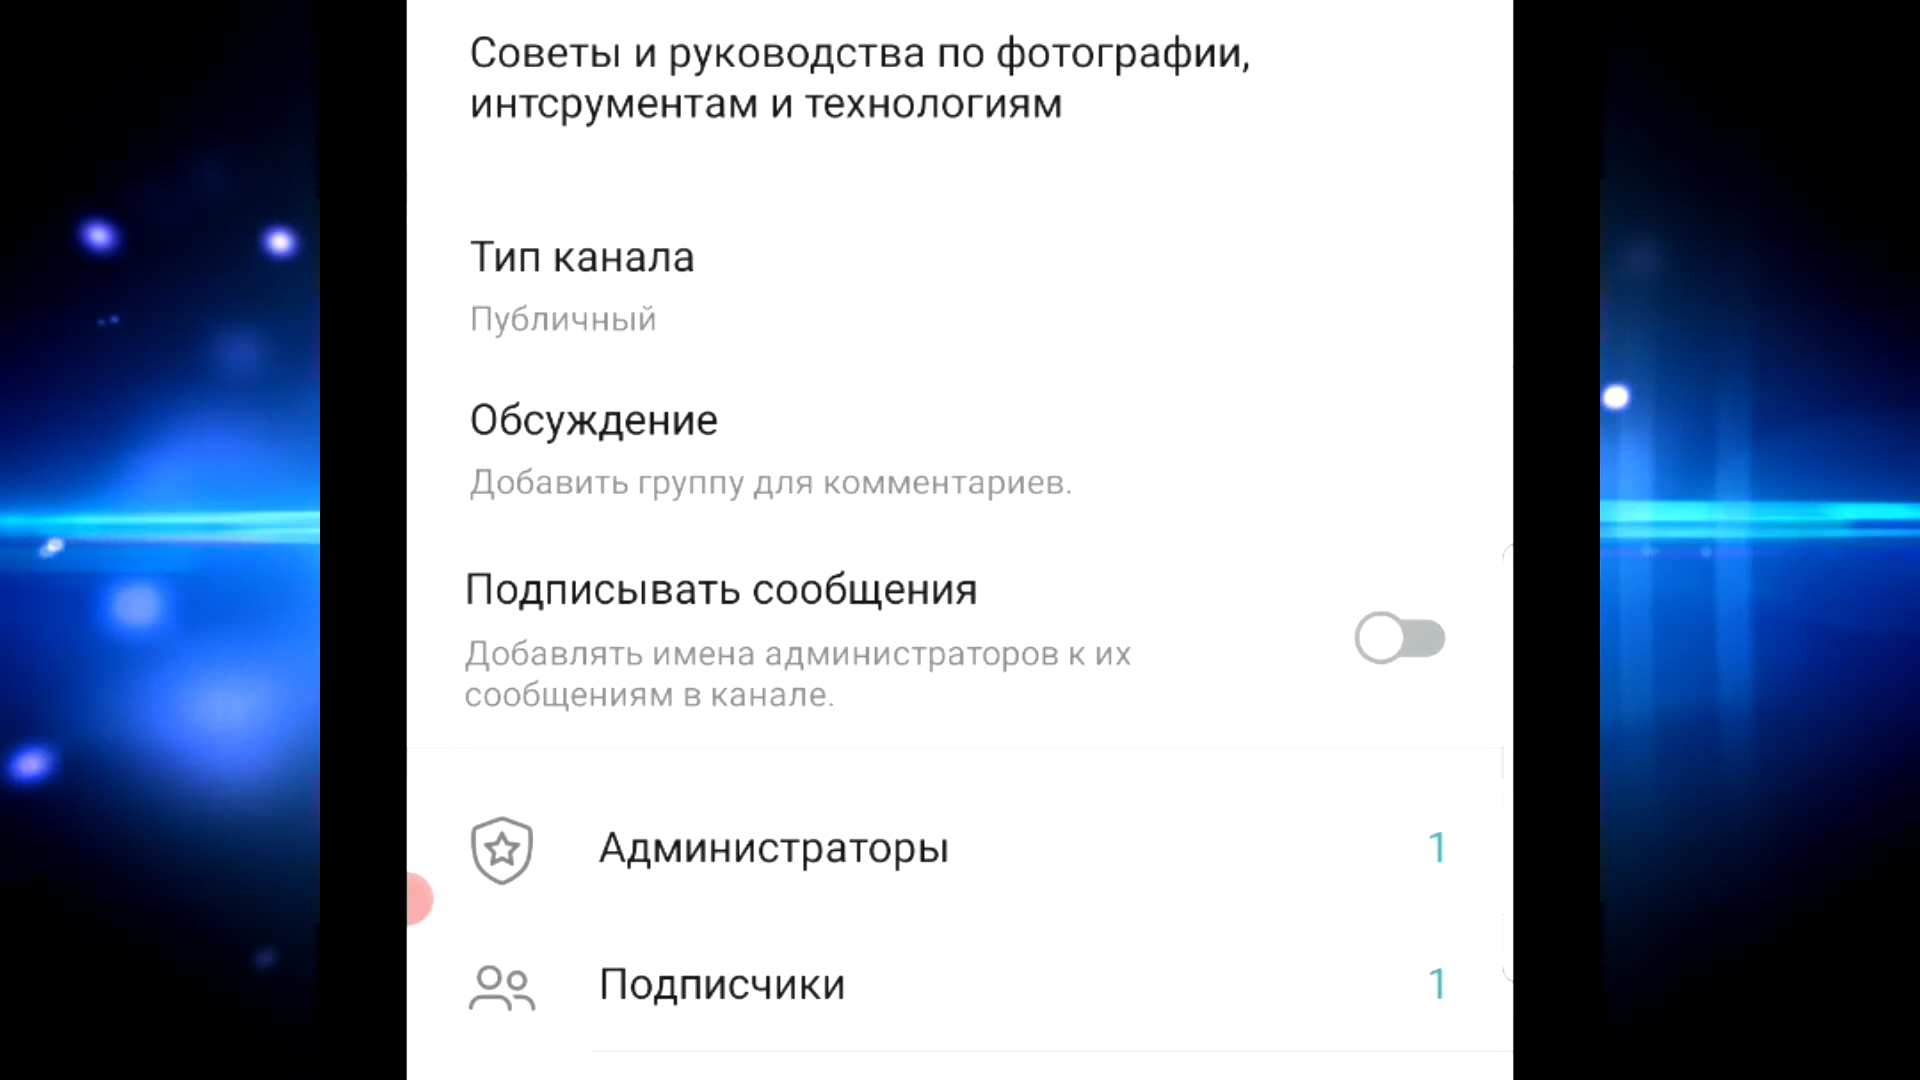 Советы и руководства по фотографии,
интсрументам и технологиям
Тип канала
Публичный
Обсуждение
Добавить группу для комментариев.
Подписывать сообщения
Добавлять имена администраторов к их
сообщениям в канале.
Администраторы 1
Подписчики 1